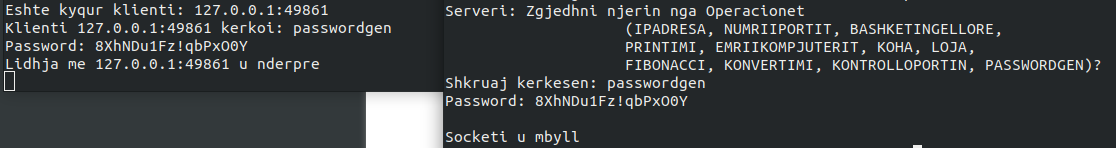 Eshte kyqur klienti: 127.0.0.1:49861
Klienti 127.0.0.1:49861 kerkoi: passwordgen
Password: 8XhNDu1Fz!qbPxO0Y
Lidhja me 127.0.0.1:49861 u nderpre
Serveri: Zgjedhni njerin nga Operacionet
(IPADRESA, NUMRIIPORTIT, BASHKETINGELLORE,
PRINTIMI, EMRIIKOMPJUTERIT, KOHA, LOJA,
FIBONACCI, KONVERTIMI, KONTROLLOPORTIN, PASSWORDGEN)?
Shkruaj kerkesen: passwordgen
Password: 8XhNDu1Fz!qbPxO0Y
Socketi u mbyll